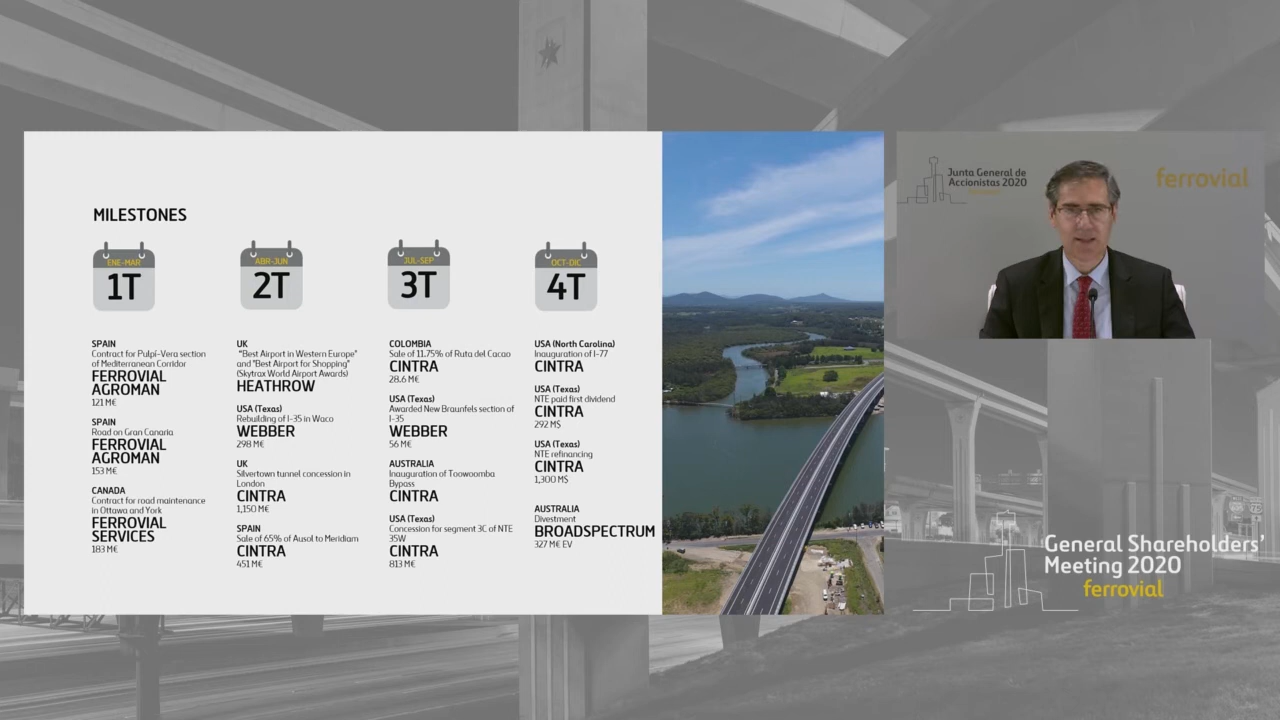 MILESTONES
ENE-MAR
1T
SPAIN
Contract for Pulpí-Vera section
of Mediterranean Corridor
FERROVIAL
AGROMAN
121 M€
SPAIN
Road on Gran Canaria
FERROVIAL
AGROMAN
153 M€
CANADA
Contract for road maintenance
in Ottawa and York
FERROVIAL
SERVICES
183 M€
ABR-JUN
2T
UK
"Best Airport in Western Europe"
and "Best Airport for Shopping"
(Skytrax World Airport Awards)
HEATHROW
USA (Texas)
Rebuilding of I-35 in Waco
WEBBER
298 M€
UK
Silvertown tunnel concession in
London
CINTRA
1,150 M€
SPAIN
Sale of 65% of Ausol to Meridiam
CINTRA
451 M€
JUL-SEP
3T
COLOMBIA
Sale of 11.75% of Ruta del Cacao
CINTRA
28.6 M€
USA (Texas)
Awarded New Braunfels section of
I-35
WEBBER
56 M€
AUSTRALIA
Inauguration of Toowoomba
Bypass
CINTRA
USA (Texas)
Concession for segment 3C of NTE
35W
CINTRA
813 M€
OCT-DIC
4T
USA (North Carolina)
Inauguration of I-77
CINTRA
USA (Texas)
NTE paid first dividend
CINTRA
292 M$
USA (Texas)
NTE refinancing
CINTRA
1,300 M$
AUSTRALIA
Divestment
BROADSPECTRUM
327 M€ EV
Junta General de
Accionistas 2020
ferrovial
General Shareholders'
Meeting 2020
ferrovial